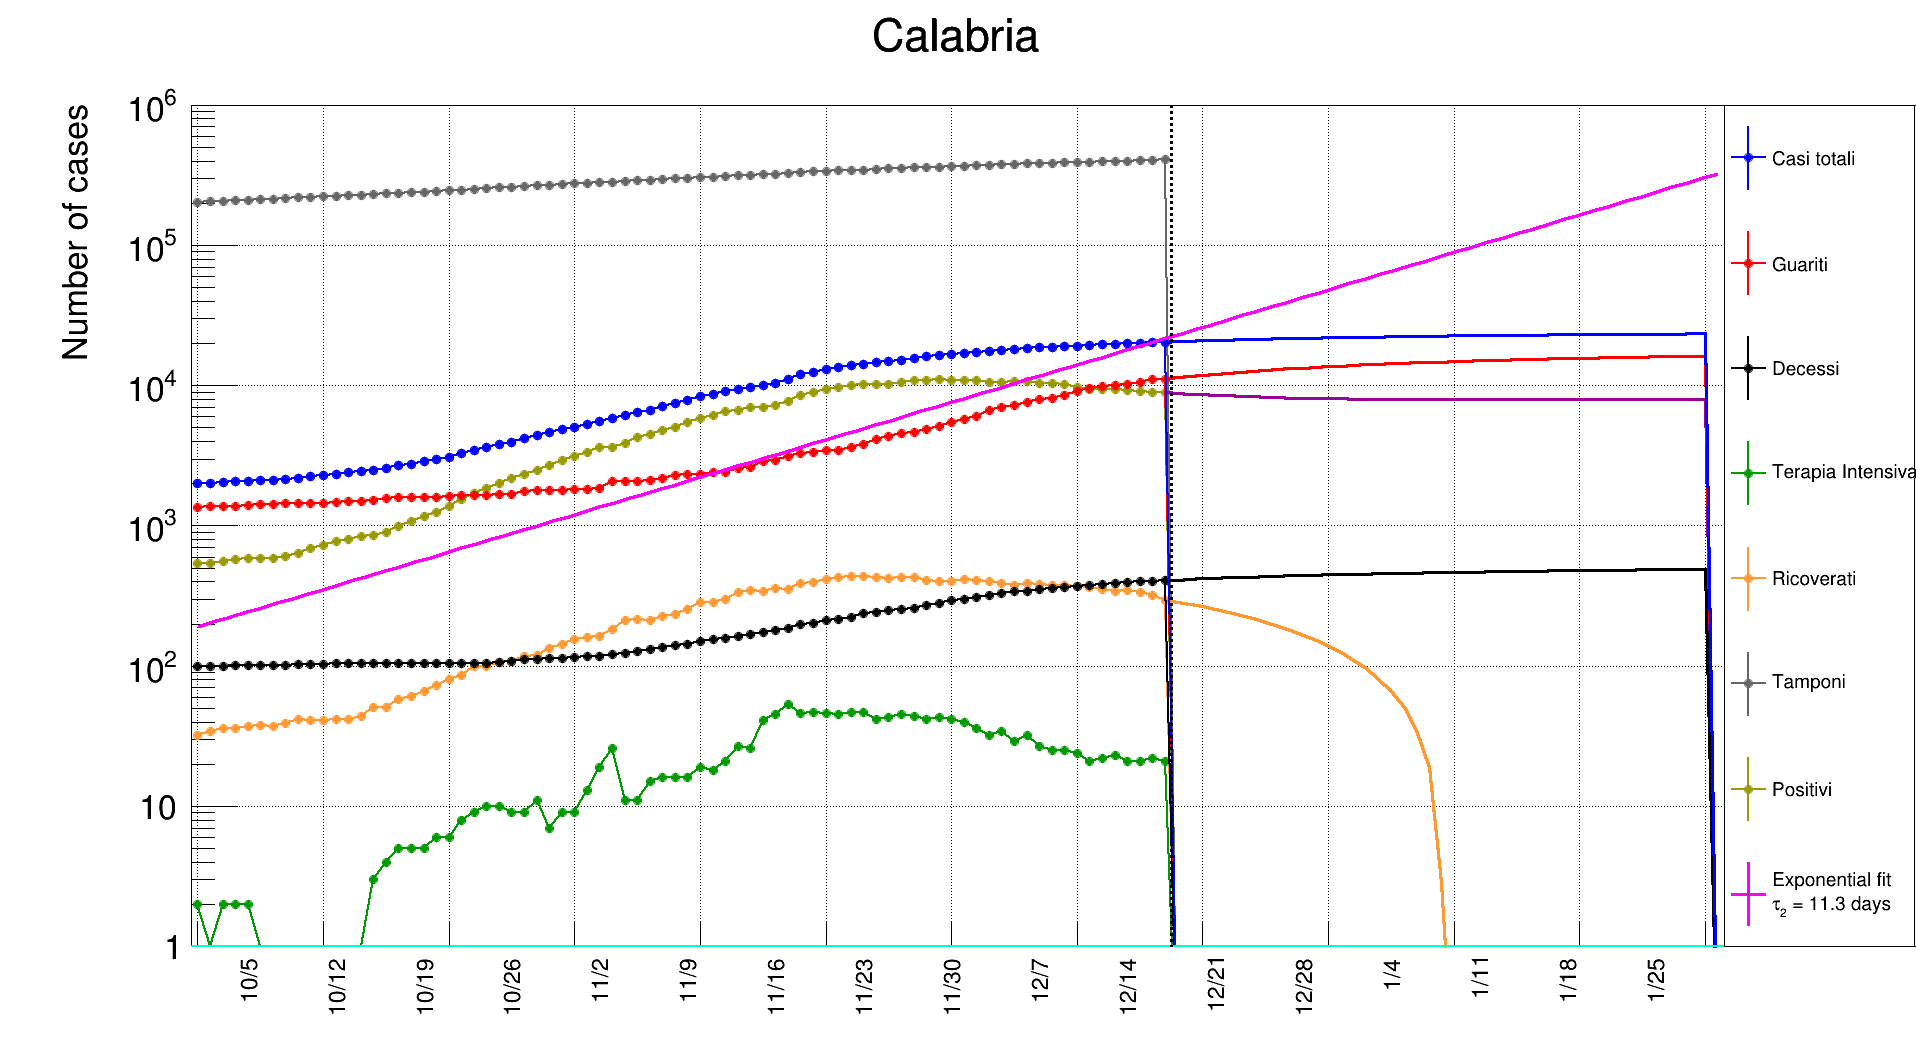 Calabria
Number of cases
10^6
10^5
10^4
10^3
10^2
10
1
10/5
10/12
10/19
10/26
11/2
11/9
11/16
11/23
11/30
12/7
12/14
12/21
12/28
1/4
1/11
1/18
1/25
Casi totali
Guariti
Decessi
Terapia Intensiva
Ricoverati
Tamponi
Positivi
Exponential fit
τ_2 = 11.3 days